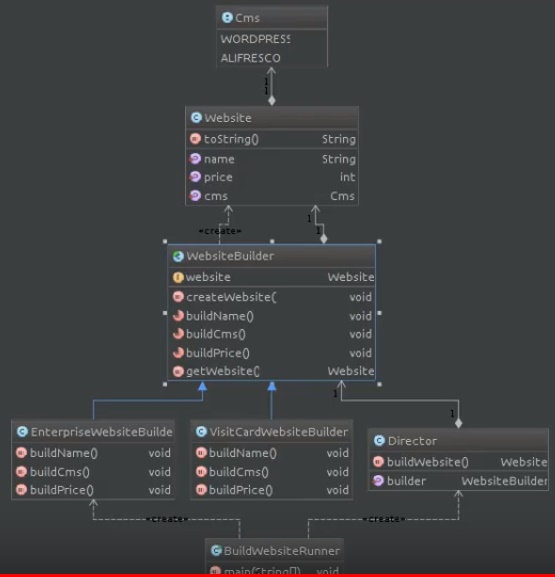 Cms
WORDPRESS
ALIFRESCO
1
1
Website
toString() String
name String
price int
cms Cms
«create»
1
1
WebsiteBuilder
website Website
createWebsite(
void
buildName() void
buildCms() void
buildPrice() void
getWebsite() Website
1
1
EnterpriseWebsiteBuilde
buildName() void
buildCms() void
buildPrice() void
VisitCardWebsiteBuilder
buildName() void
buildCms() void
buildPrice() void
Director
buildWebsite() Website
builder WebsiteBuilder
«create»
«create»
BuildWebsiteRunner
main(String[]) void